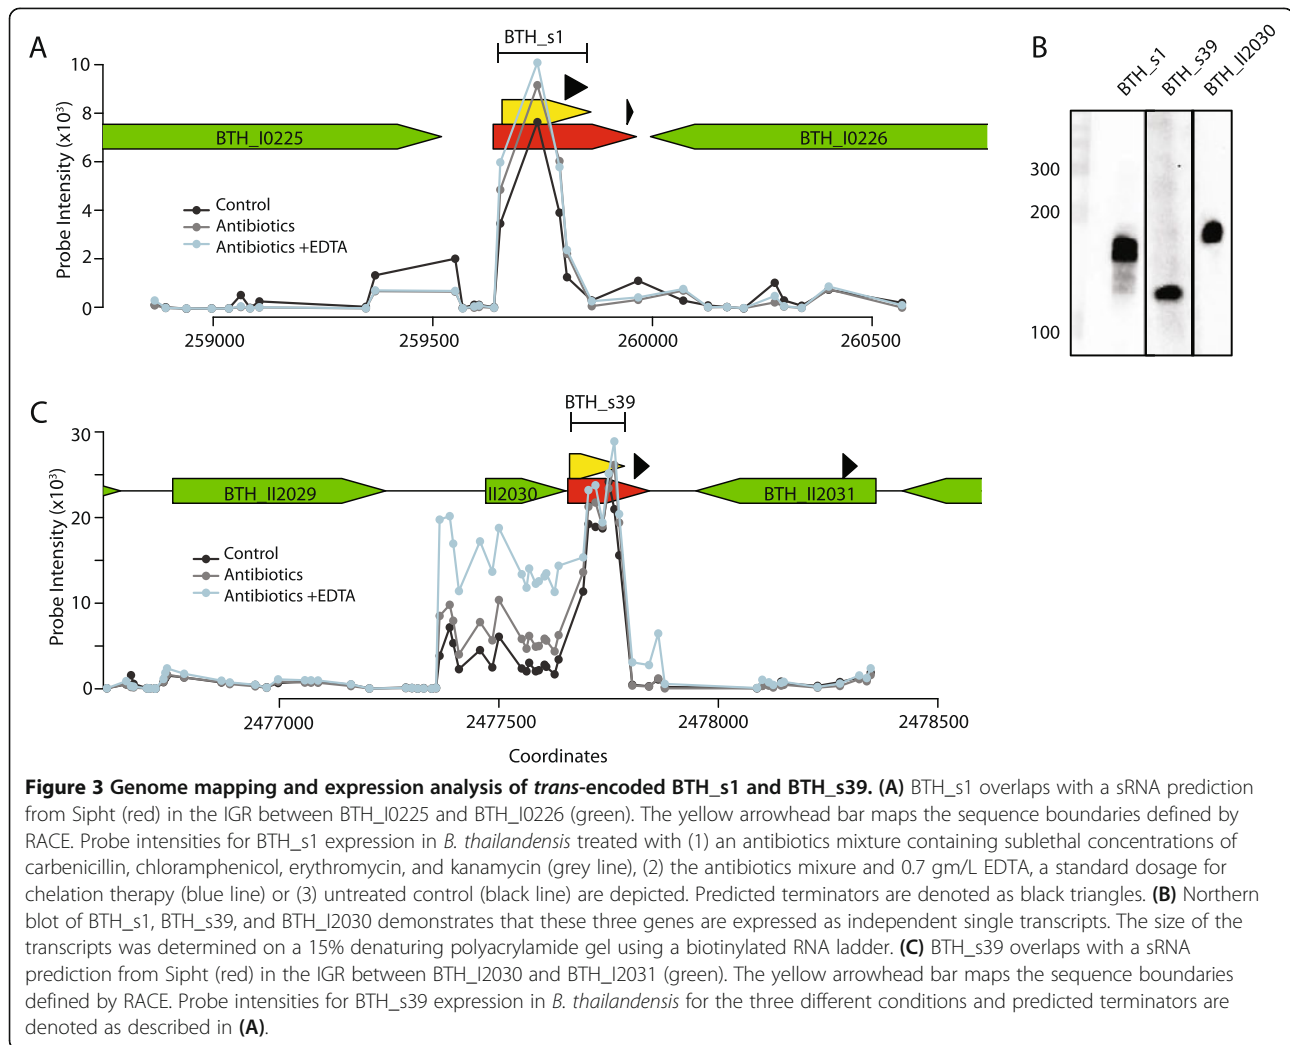 A
BTH_s1
Probe Intensity (x10³)
10
8
6
4
2
0
BTH_I0225
BTH_I0226
Control
Antibiotics
Antibiotics +EDTA
259000
259500
260000
260500
B
BTH_s1
BTH_s39
BTH_II2030
300
200
100
C
BTH_s39
Probe Intensity (x10³)
30
20
10
0
BTH_II2029
II2030
BTH_II2031
Control
Antibiotics
Antibiotics +EDTA
2477000
2477500
2478000
2478500
Coordinates
Figure 3 Genome mapping and expression analysis of trans-encoded BTH_s1 and BTH_s39. (A) BTH_s1 overlaps with a sRNA prediction
from Sipht (red) in the IGR between BTH_I0225 and BTH_I0226 (green). The yellow arrowhead bar maps the sequence boundaries defined by
RACE. Probe intensities for BTH_s1 expression in B. thailandensis treated with (1) an antibiotics mixture containing sublethal concentrations of
carbenicillin, chloramphenicol, erythromycin, and kanamycin (grey line), (2) the antibiotics mixure and 0.7 gm/L EDTA, a standard dosage for
chelation therapy (blue line) or (3) untreated control (black line) are depicted. Predicted terminators are denoted as black triangles. (B) Northern
blot of BTH_s1, BTH_s39, and BTH_I2030 demonstrates that these three genes are expressed as independent single transcripts. The size of the
transcripts was determined on a 15% denaturing polyacrylamide gel using a biotinylated RNA ladder. (C) BTH_s39 overlaps with a sRNA
prediction from Sipht (red) in the IGR between BTH_I2030 and BTH_I2031 (green). The yellow arrowhead bar maps the sequence boundaries
defined by RACE. Probe intensities for BTH_s39 expression in B. thailandensis for the three different conditions and predicted terminators are
denoted as described in (A).